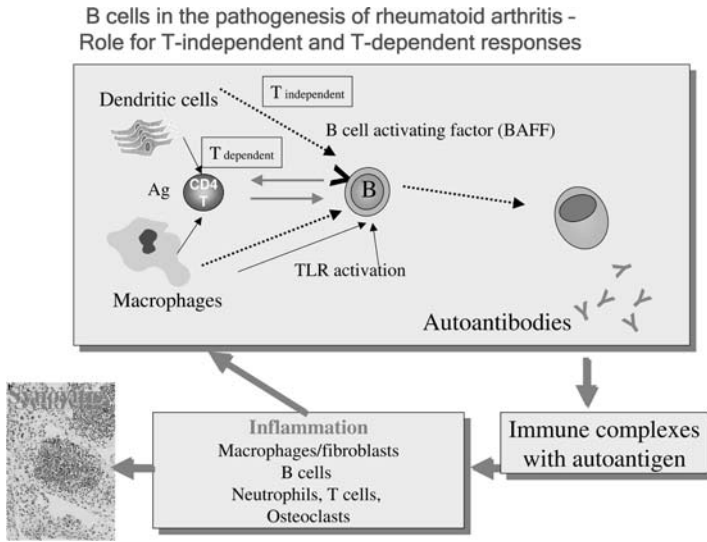 B cells in the pathogenesis of rheumatoid arthritis –
Role for T-independent and T-dependent responses
Dendritic cells
T independent
B cell activating factor (BAFF)
T dependent
Ag
CD4
T
B
TLR activation
Macrophages
Autoantibodies
Inflammation
Macrophages/fibroblasts
B cells
Neutrophils, T cells,
Osteoclasts
Immune complexes
with autoantigen